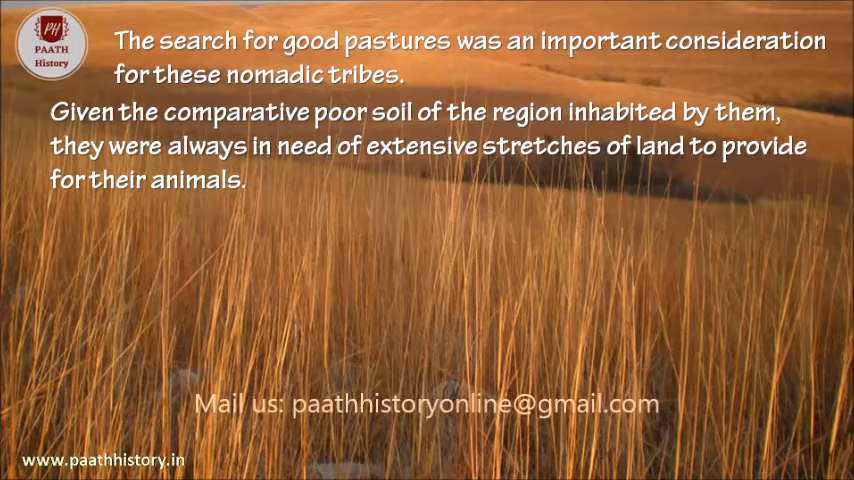 PH
PAATH
History
The search for good pastures was an important consideration
for these nomadic tribes.
Given the comparative poor soil of the region inhabited by them,
they were always in need of extensive stretches of land to provide
for their animals.
Mail us: paathhistoryonline@gmail.com
www.paathhistory.in